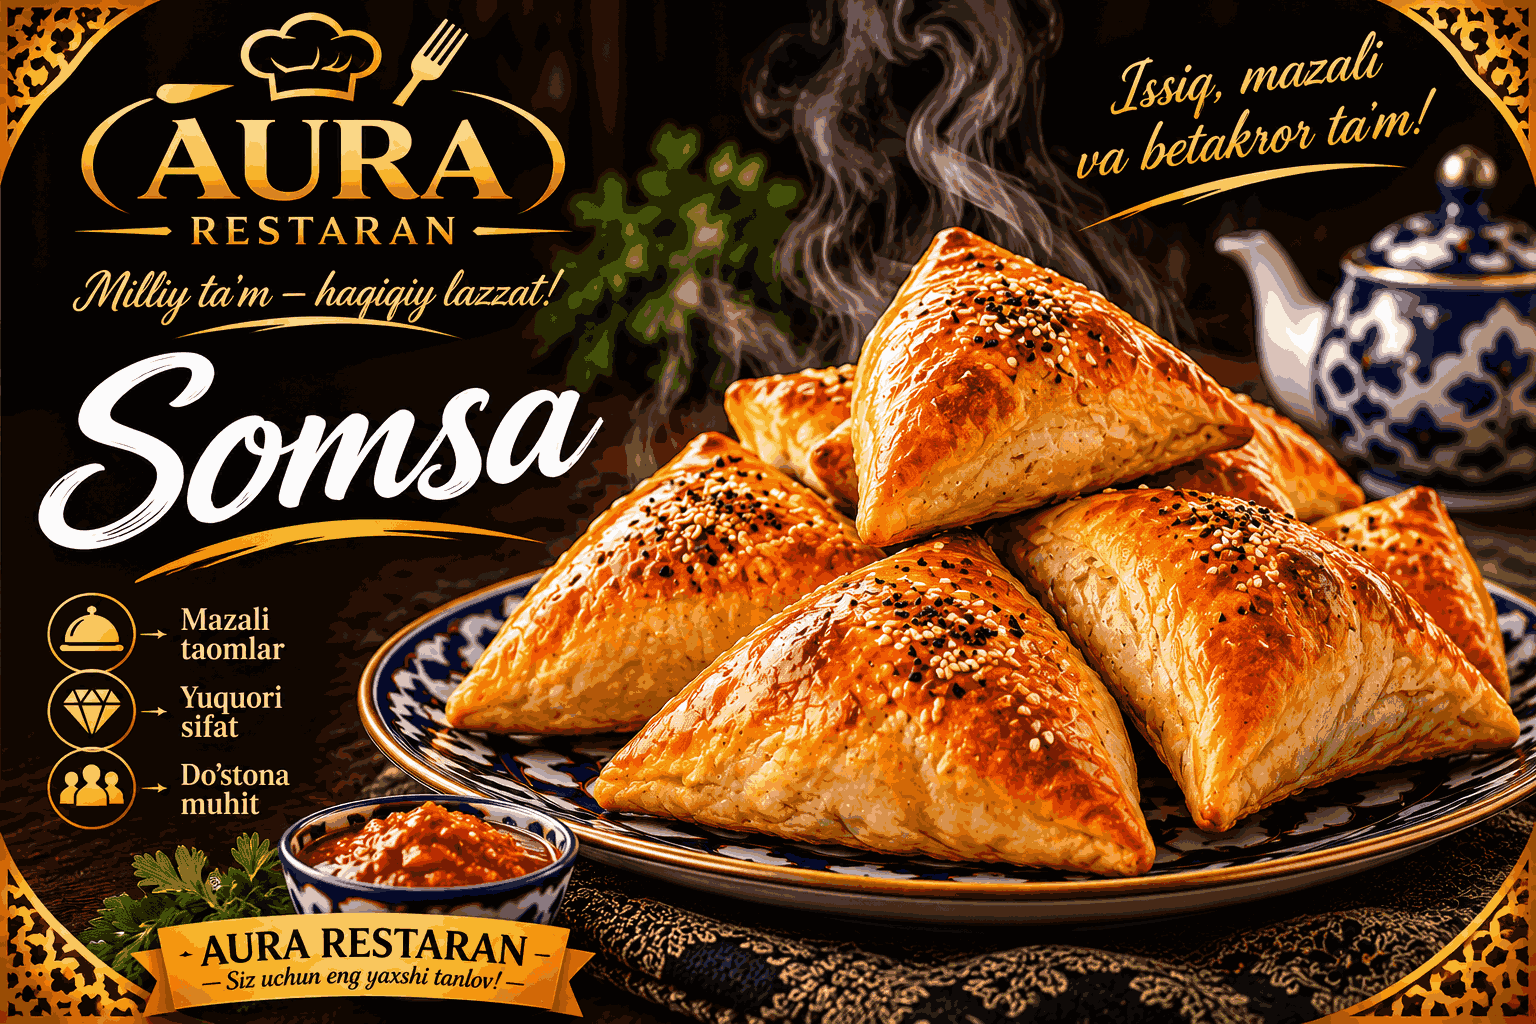 AURA
RESTARAN
Milliy ta'm – haqiqiy lazzat!
Issiq, mazali
va betakror ta'm!
Somsa
Mazali
taomlar
Yuquori
sifat
Do'stona
muhit
AURA RESTARAN
Siz uchun eng yaxshi tanlov!